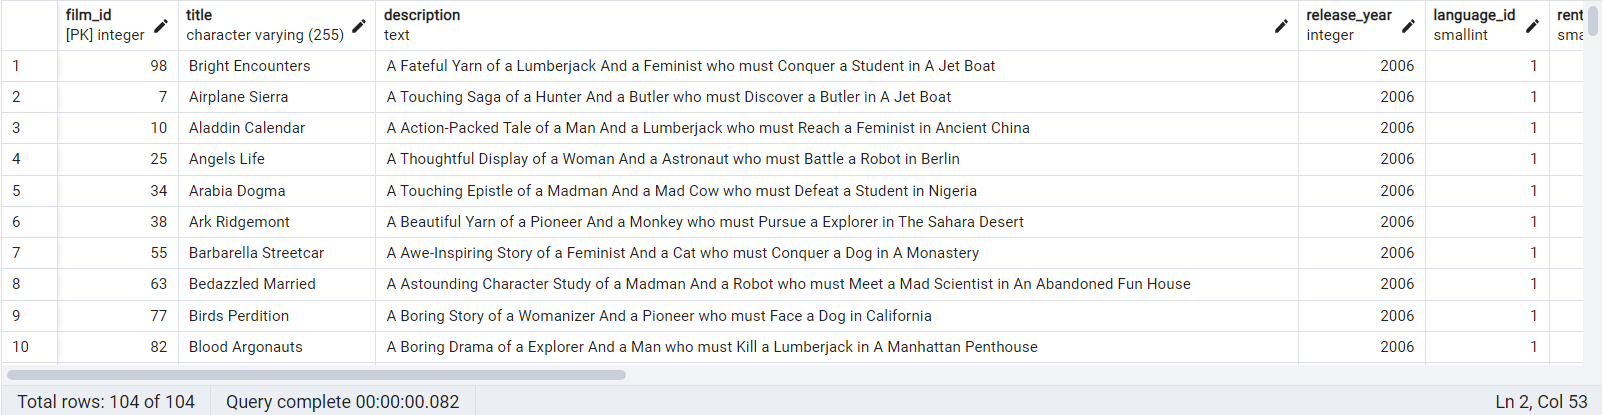 film_id title description release_year language_id rent
[PK] integer character varying (255) text integer smallint sma
1 98 Bright Encounters A Fateful Yarn of a Lumberjack And a Feminist who must Conquer a Student in A Jet Boat 2006 1
2 7 Airplane Sierra A Touching Saga of a Hunter And a Butler who must Discover a Butler in A Jet Boat 2006 1
3 10 Aladdin Calendar A Action-Packed Tale of a Man And a Lumberjack who must Reach a Feminist in Ancient China 2006 1
4 25 Angels Life A Thoughtful Display of a Woman And a Astronaut who must Battle a Robot in Berlin 2006 1
5 34 Arabia Dogma A Touching Epistle of a Madman And a Mad Cow who must Defeat a Student in Nigeria 2006 1
6 38 Ark Ridgemont A Beautiful Yarn of a Pioneer And a Monkey who must Pursue a Explorer in The Sahara Desert 2006 1
7 55 Barbarella Streetcar A Awe-Inspiring Story of a Feminist And a Cat who must Conquer a Dog in A Monastery 2006 1
8 63 Bedazzled Married A Astounding Character Study of a Madman And a Robot who must Meet a Mad Scientist in An Abandoned Fun House 2006 1
9 77 Birds Perdition A Boring Story of a Womanizer And a Pioneer who must Face a Dog in California 2006 1
10 82 Blood Argonauts A Boring Drama of a Explorer And a Man who must Kill a Lumberjack in A Manhattan Penthouse 2006 1
Total rows: 104 of 104 Query complete 00:00:00.082 Ln 2, Col 53